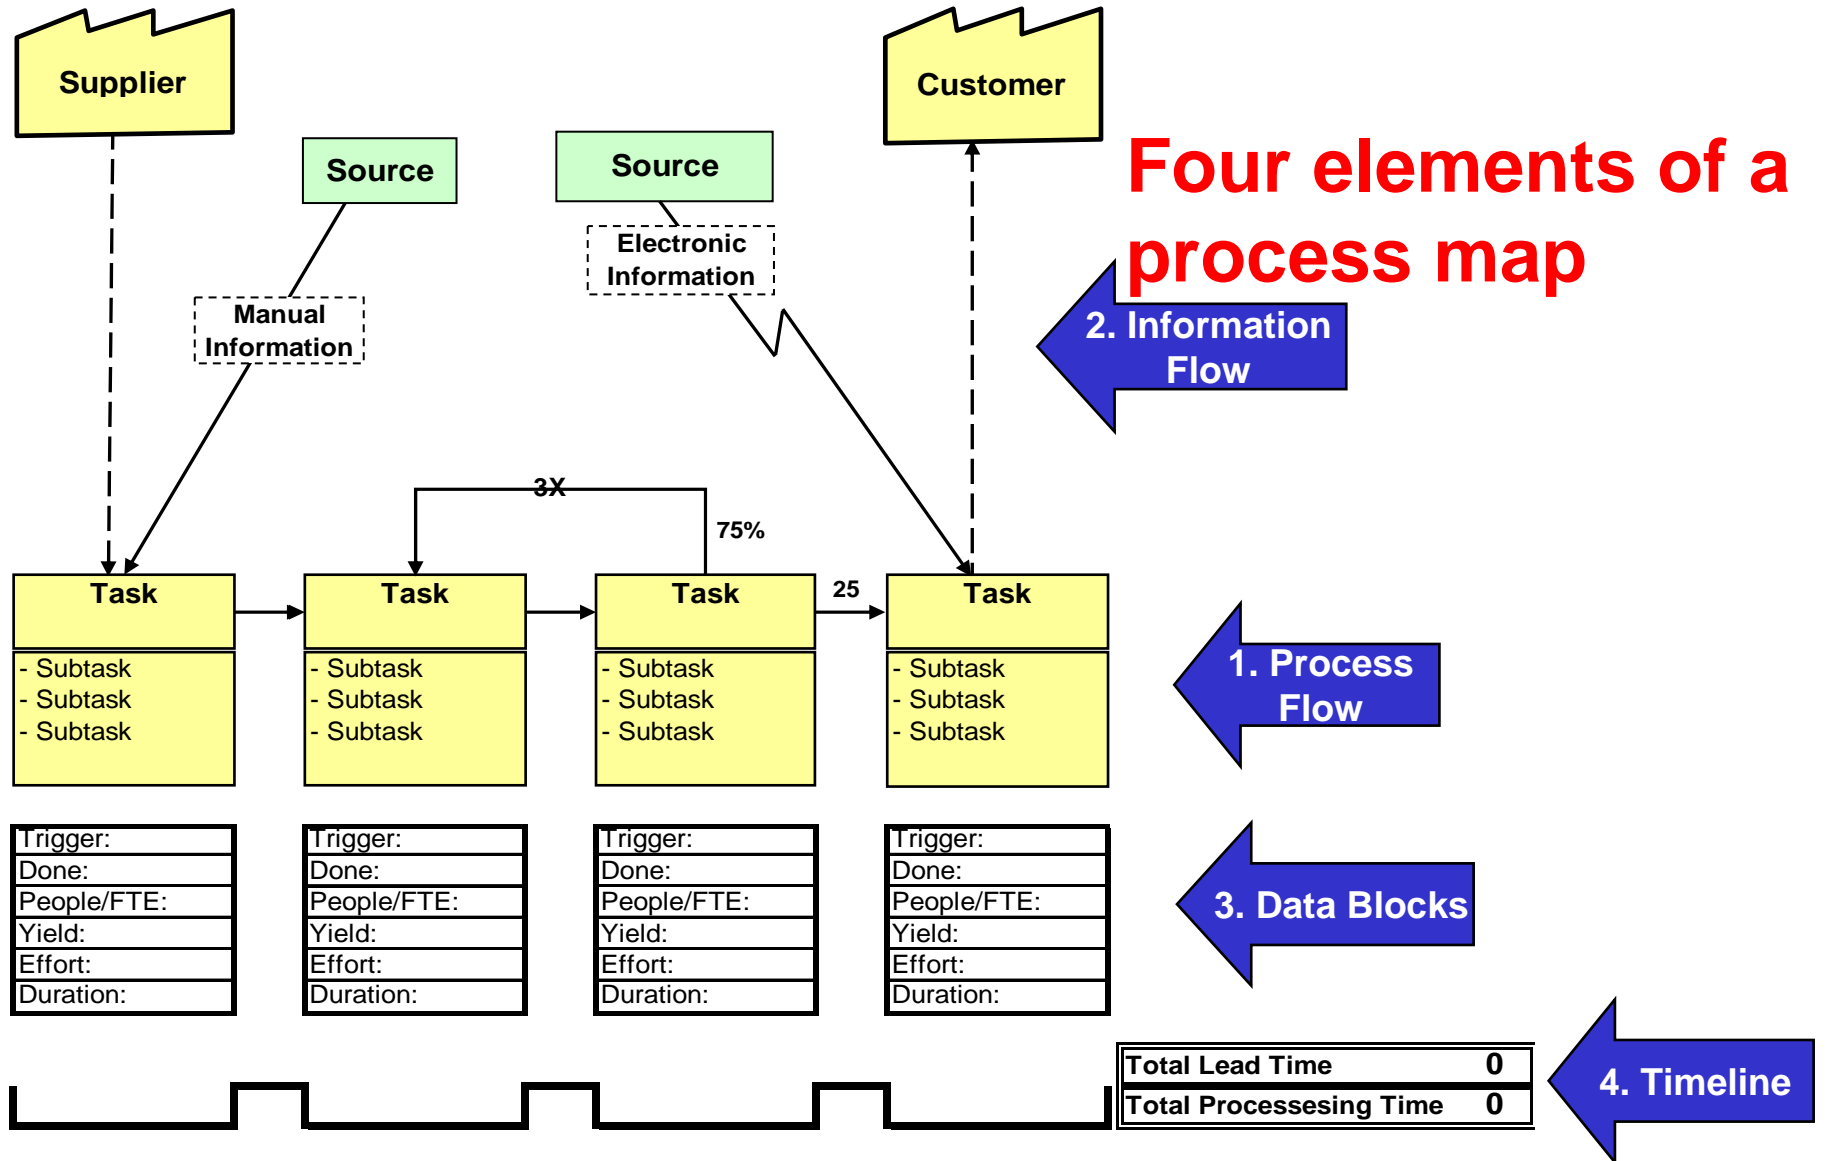 Supplier
Customer
Four elements of a
process map
Source
Source
Electronic
Information
Manual
Information
2. Information
Flow
3X
75%
Task
Task
Task
25
Task
- Subtask
- Subtask
- Subtask
- Subtask
- Subtask
- Subtask
- Subtask
- Subtask
- Subtask
- Subtask
- Subtask
- Subtask
1. Process
Flow
Trigger:
Done:
People/FTE:
Yield:
Effort:
Duration:
Trigger:
Done:
People/FTE:
Yield:
Effort:
Duration:
Trigger:
Done:
People/FTE:
Yield:
Effort:
Duration:
Trigger:
Done:
People/FTE:
Yield:
Effort:
Duration:
3. Data Blocks
Total Lead Time 0
Total Processesing Time 0
4. Timeline